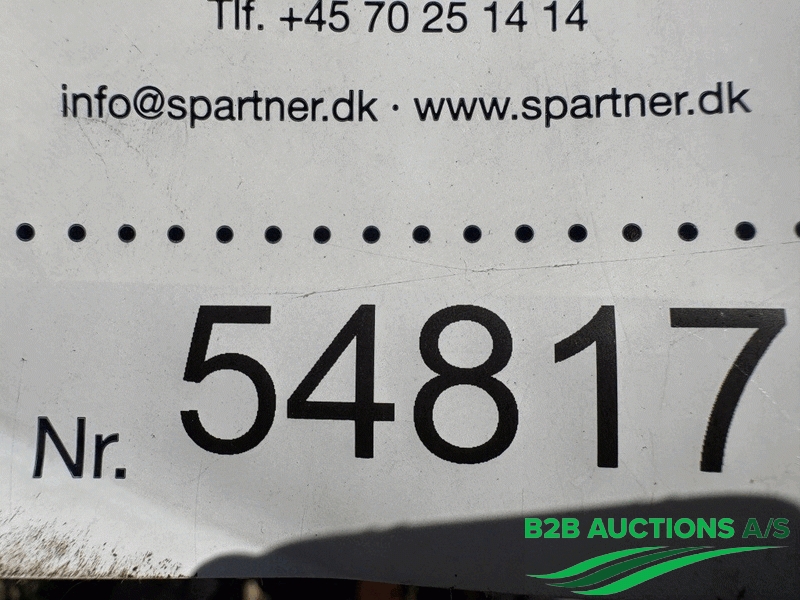 Tlf. +45 70 25 14 14
info@spartner.dk · www.spartner.dk
Nr. 54817
B2B AUCTIONS A/S